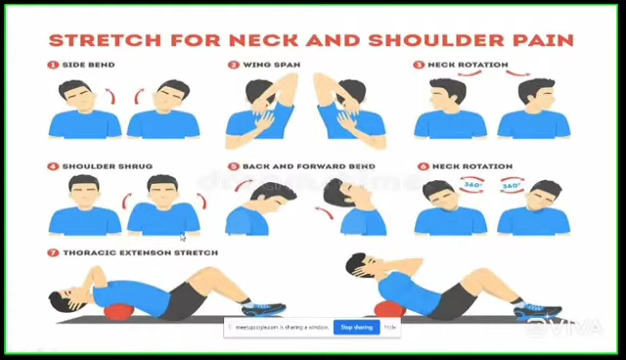 STRETCH FOR NECK AND SHOULDER PAIN
1 SIDE BEND
2 WING SPAN
3 NECK ROTATION
4 SHOULDER SHRUG
5 BACK AND FORWARD BEND
6 NECK ROTATION
360°
360°
7 THORACIC EXTENSON STRETCH
meet.google.com is sharing a window.
Stop sharing
Hide
VIVA